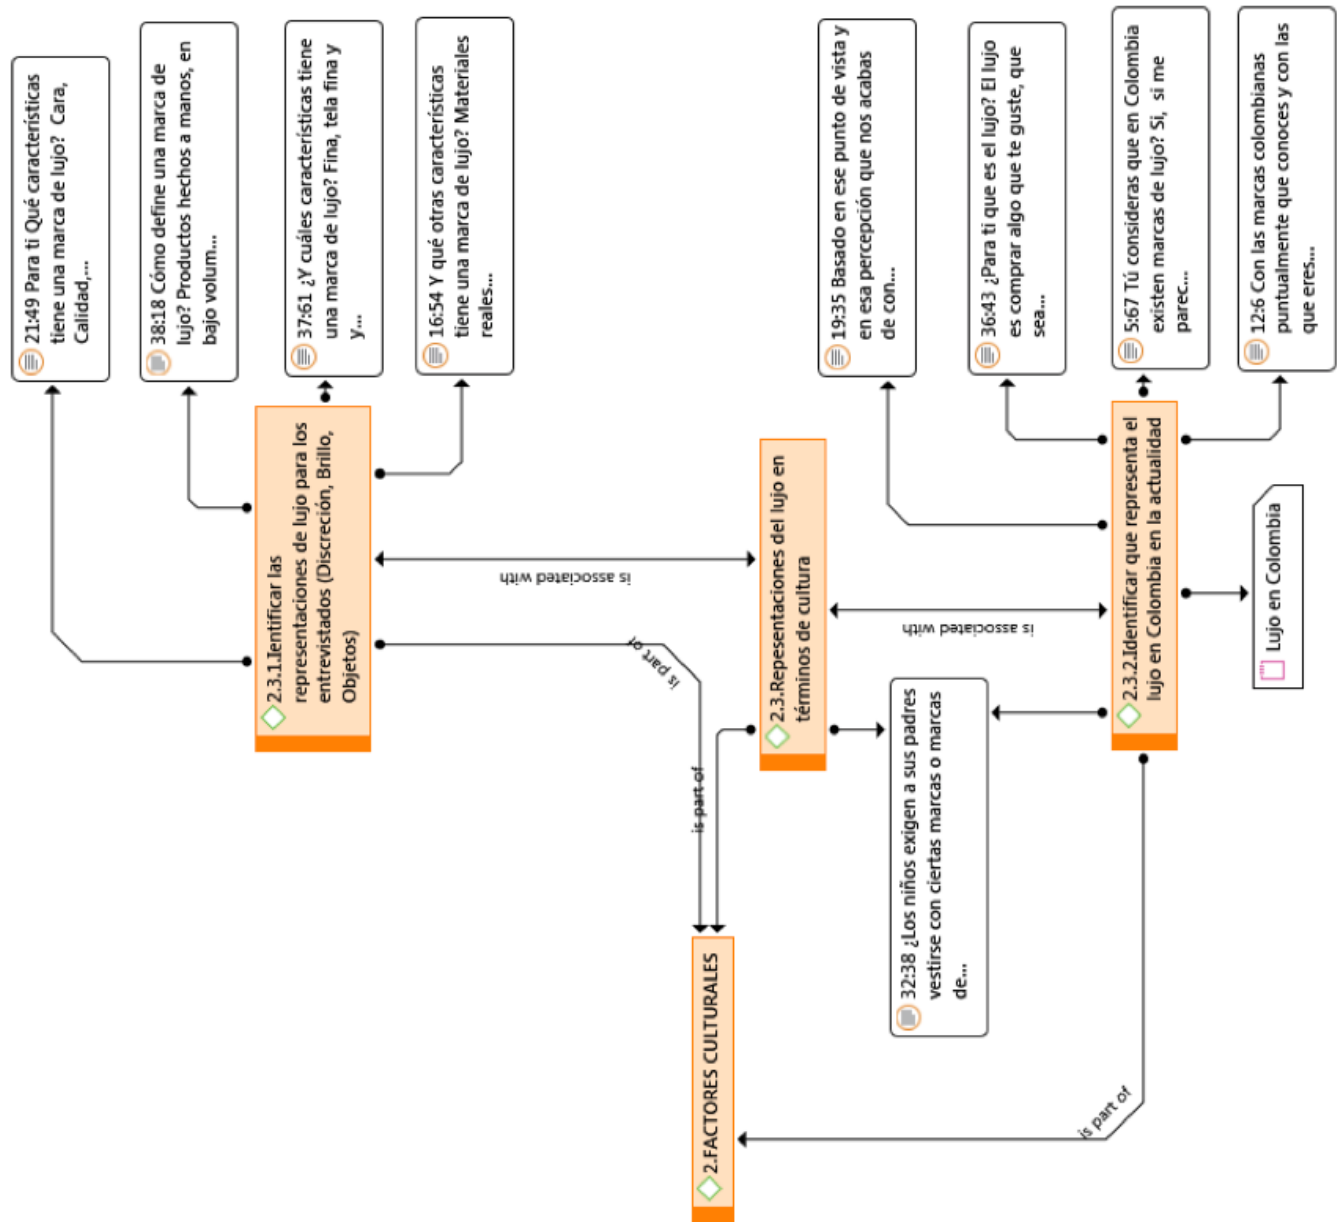 21:49 Para ti Qué características
tiene una marca de lujo?  Cara,
Calidad,...
38:18 Cómo define una marca de
lujo? Productos hechos a manos, en
bajo volum...
37:61 ¿Y cuáles características tiene
una marca de lujo? Fina, tela fina y
y...
16:54 Y qué otras características
tiene una marca de lujo? Materiales
reales...
2.3.1.Ientificar las
representaciones de lujo para los
entrevistados (Discreción, Brillo,
Objetos)
is associated with
is part of
is part of
2.FACTORES CULTURALES
2.3.Repesentaciones del lujo en
términos de cultura
is associated with
19:35 Basado en ese punto de vista y
en esa percepción que nos acabas
de con...
36:43 ¿Para ti que es el lujo? El lujo
es comprar algo que te guste, que
sea...
5:67 Tú consideras que en Colombia
existen marcas de lujo? Si,  si me
parec...
12:6 Con las marcas colombianas
puntualmente que conoces y con las
que eres...
32:38 ¿Los niños exigen a sus padres
vestirse con ciertas marcas o marcas
de...
2.3.2.Identificar que representa el
lujo en Colombia en la actualidad
Lujo en Colombia
is part of